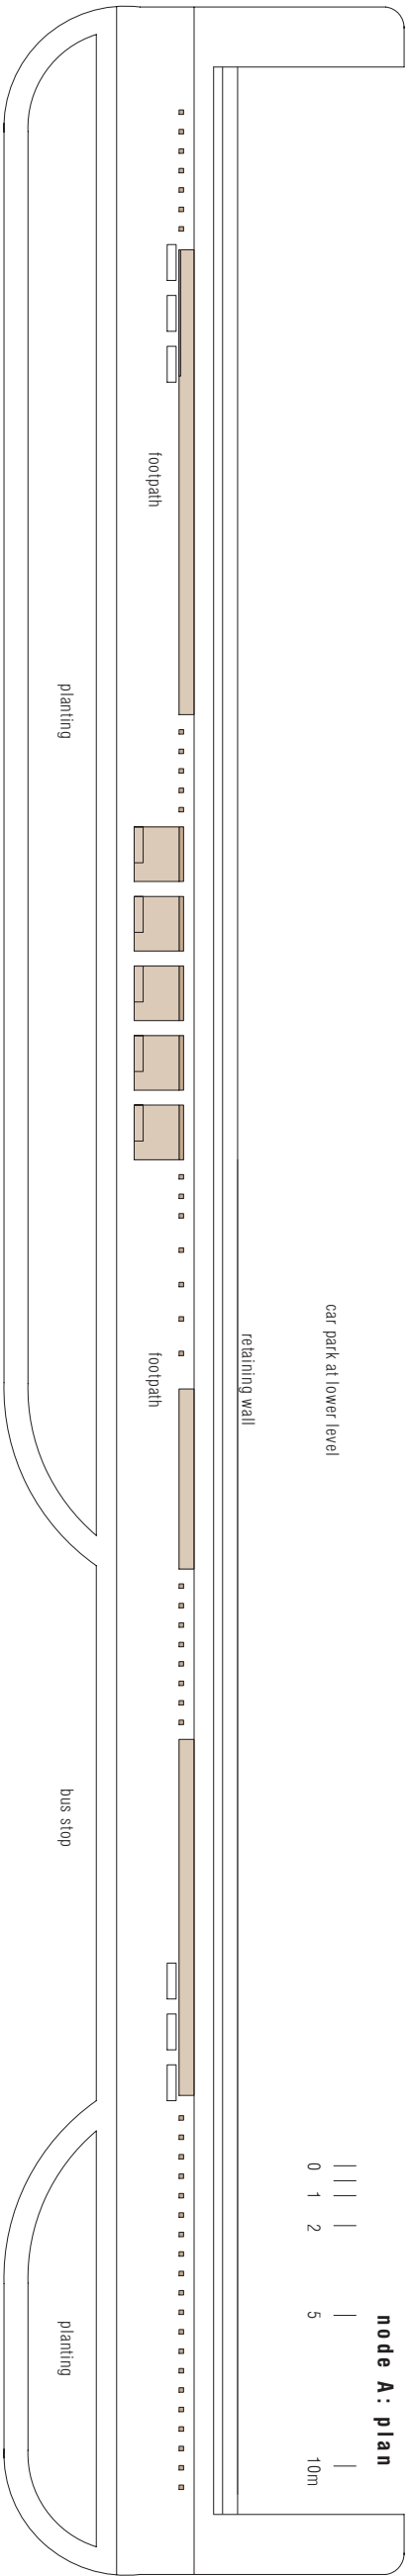 footpath
planting
car park at lower level
retaining wall
footpath
bus stop
0 1 2 5 10m
node A: plan
planting